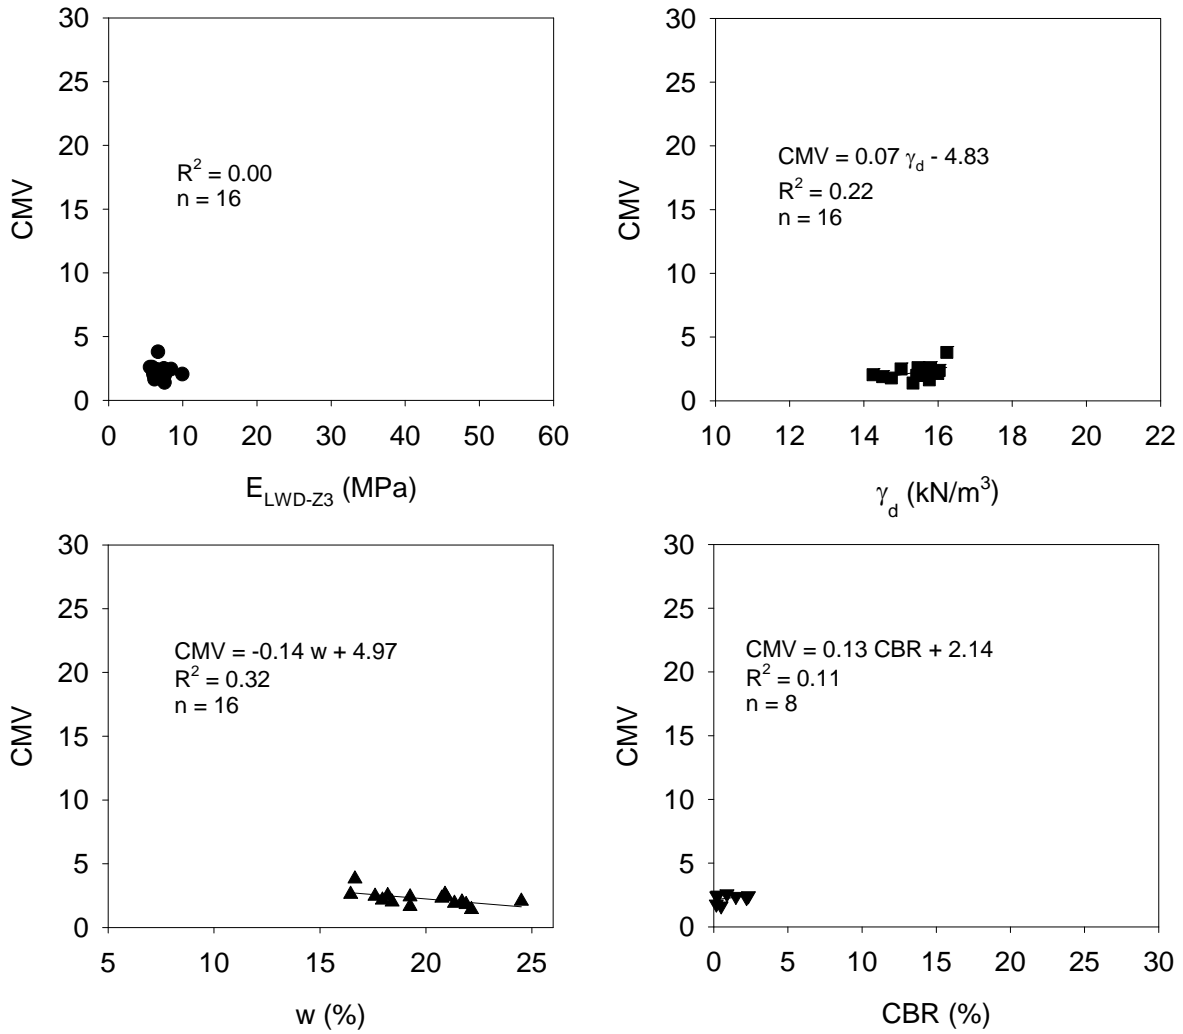 30
25
20
15
10
5
0
CMV
R² = 0.00
n = 16
0 10 20 30 40 50 60
E_LWD-Z3 (MPa)
30
25
20
15
10
5
0
CMV
CMV = 0.07 γ_d - 4.83
R² = 0.22
n = 16
10 12 14 16 18 20 22
γ_d (kN/m³)
30
25
20
15
10
5
0
CMV
CMV = -0.14 w + 4.97
R² = 0.32
n = 16
5 10 15 20 25
w (%)
30
25
20
15
10
5
0
CMV
CMV = 0.13 CBR + 2.14
R² = 0.11
n = 8
0 5 10 15 20 25 30
CBR (%)